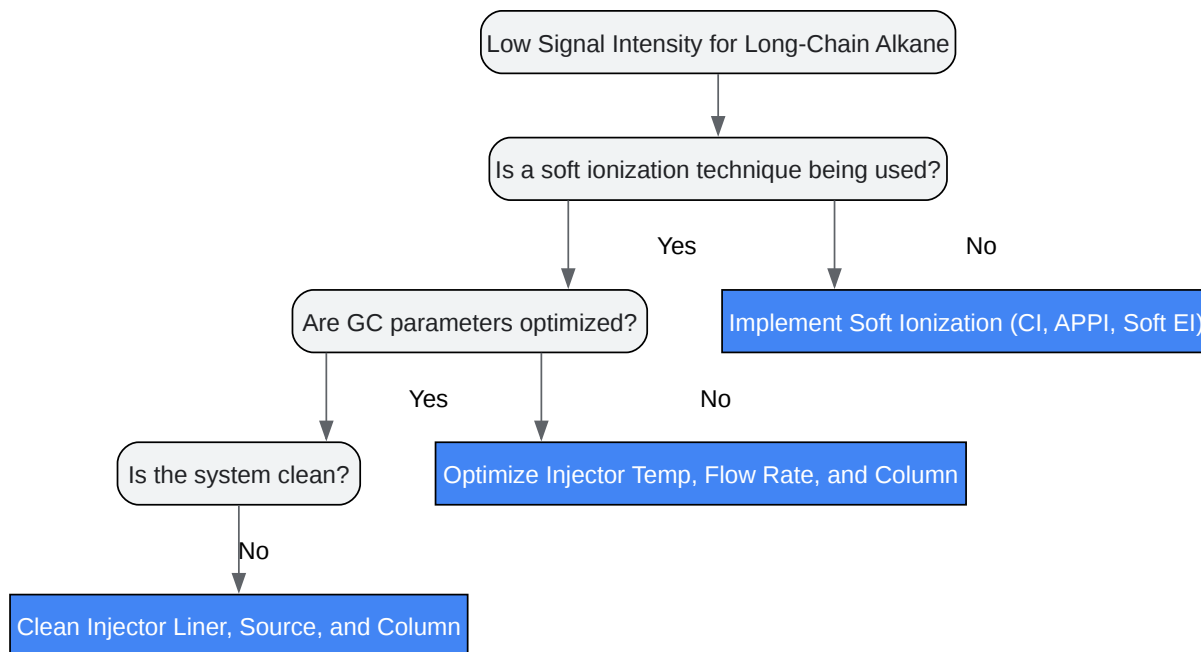 Low Signal Intensity for Long-Chain Alkane
Is a soft ionization technique being used?
Yes
No
Are GC parameters optimized?
Implement Soft Ionization (CI, APPI, Soft EI)
Yes
No
Is the system clean?
Optimize Injector Temp, Flow Rate, and Column
No
Clean Injector Liner, Source, and Column